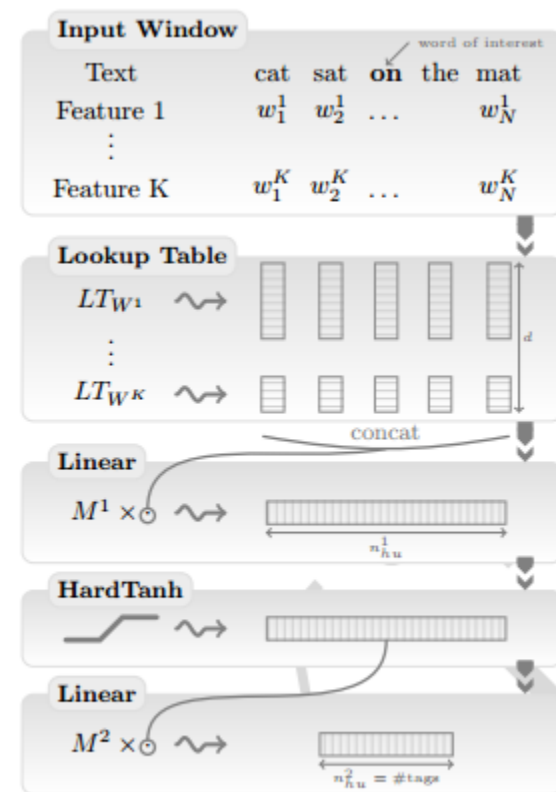 Input Window
word of interest
Text cat sat on the mat
Feature 1 w_1^1 w_2^1 ... w_N^1
⋮
Feature K w_1^K w_2^K ... w_N^K
Lookup Table
LT_{W^1}
d
⋮
LT_{W^K}
concat
Linear
M^1 ×
n_{hu}^1
HardTanh
Linear
M^2 ×
n_{hu}^2 = #tags